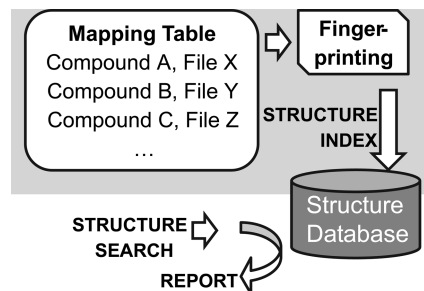 Mapping Table
Compound A, File X
Compound B, File Y
Compound C, File Z
...
Finger-
printing
STRUCTURE
INDEX
Structure
Database
STRUCTURE
SEARCH
REPORT